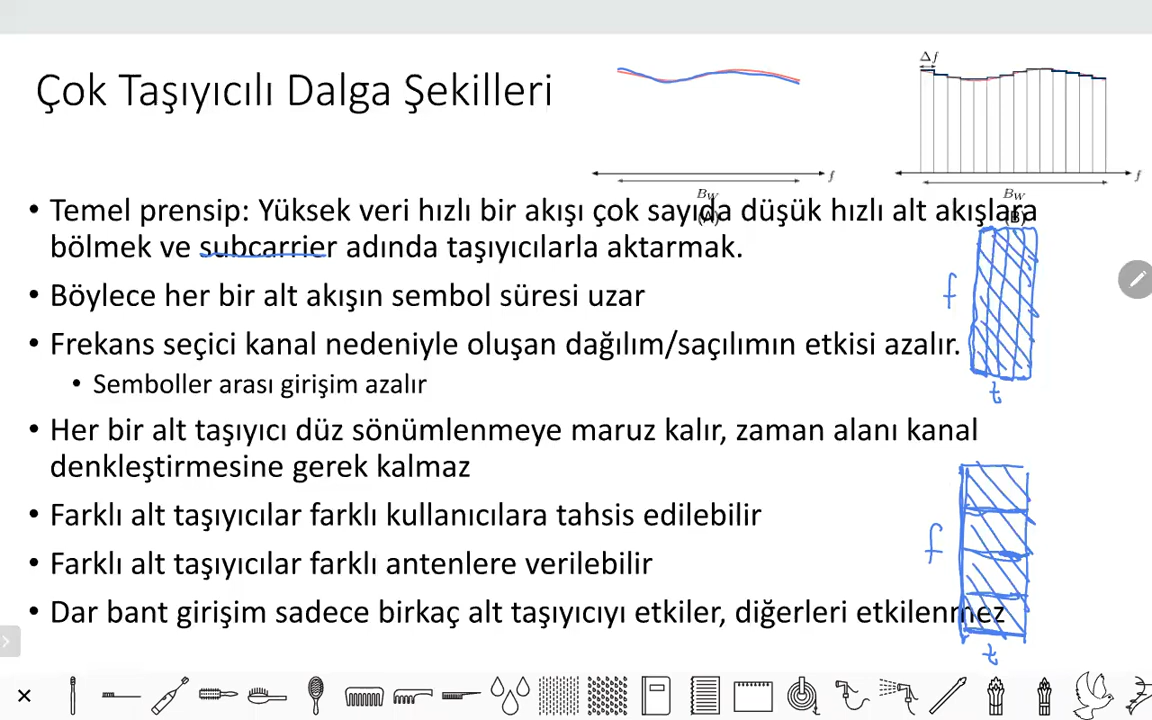 Çok Taşıyıcılı Dalga Şekilleri
f
B_W
(A)
Δf
f
B_W
(B)
• Temel prensip: Yüksek veri hızlı bir akışı çok sayıda düşük hızlı alt akışlara
bölmek ve subcarrier adında taşıyıcılarla aktarmak.
• Böylece her bir alt akışın sembol süresi uzar
• Frekans seçici kanal nedeniyle oluşan dağılım/saçılımın etkisi azalır.
• Semboller arası girişim azalır
• Her bir alt taşıyıcı düz sönümlenmeye maruz kalır, zaman alanı kanal
denkleştirmesine gerek kalmaz
• Farklı alt taşıyıcılar farklı kullanıcılara tahsis edilebilir
• Farklı alt taşıyıcılar farklı antenlere verilebilir
• Dar bant girişim sadece birkaç alt taşıyıcıyı etkiler, diğerleri etkilenmez
f
t
f
t